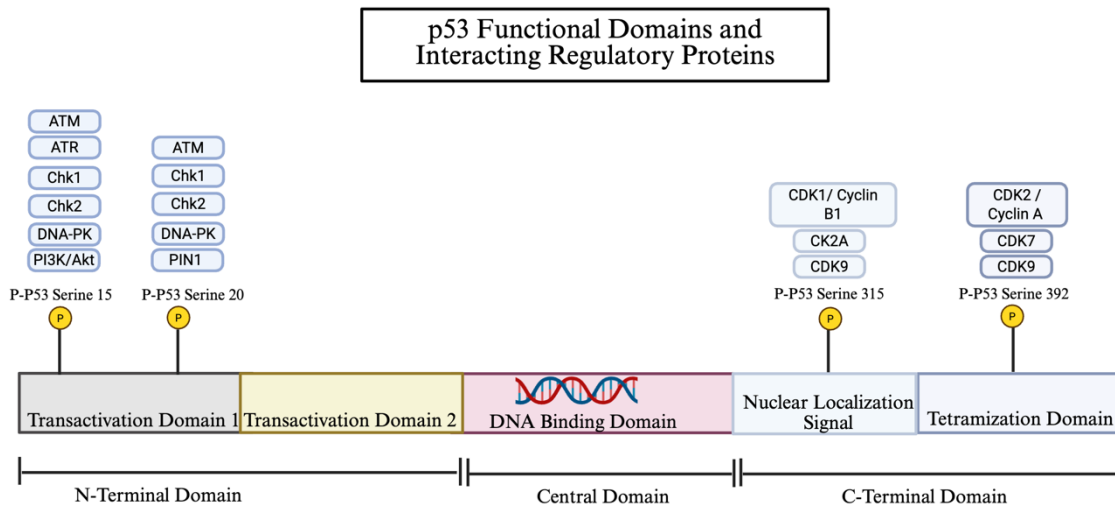 p53 Functional Domains and
Interacting Regulatory Proteins
ATM
ATR
Chk1
Chk2
DNA-PK
PI3K/Akt
P-P53 Serine 15
P
ATM
Chk1
Chk2
DNA-PK
PIN1
P-P53 Serine 20
P
CDK1/ Cyclin
B1
CK2A
CDK9
P-P53 Serine 315
P
CDK2 /
Cyclin A
CDK7
CDK9
P-P53 Serine 392
P
Transactivation Domain 1
Transactivation Domain 2
DNA Binding Domain
Nuclear Localization
Signal
Tetramization Domain
N-Terminal Domain
Central Domain
C-Terminal Domain